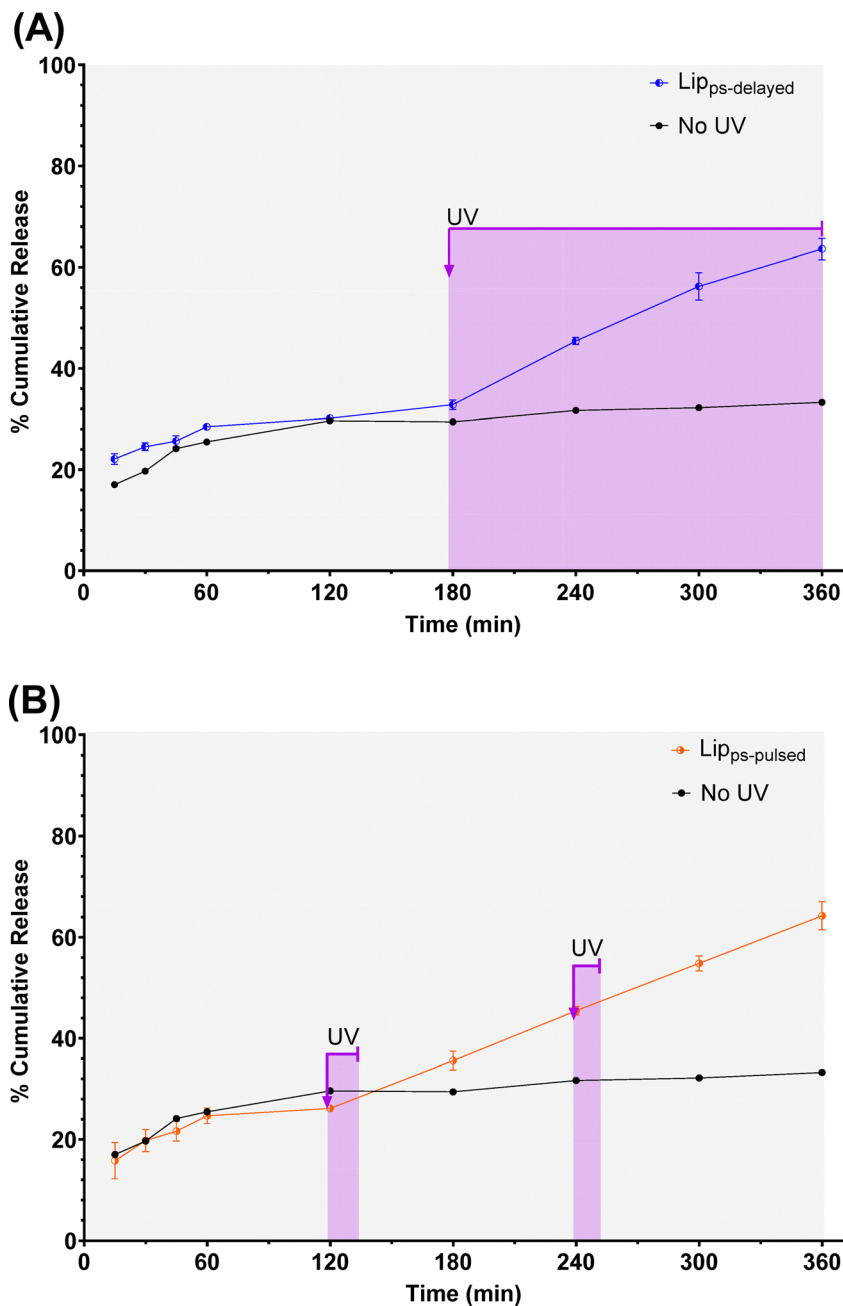 (A)
100
80
60
40
20
0
% Cumulative Release
Lipps-delayed
No UV
UV
0 60 120 180 240 300 360
Time (min)
(B)
100
80
60
40
20
0
% Cumulative Release
Lipps-pulsed
No UV
UV
UV
0 60 120 180 240 300 360
Time (min)